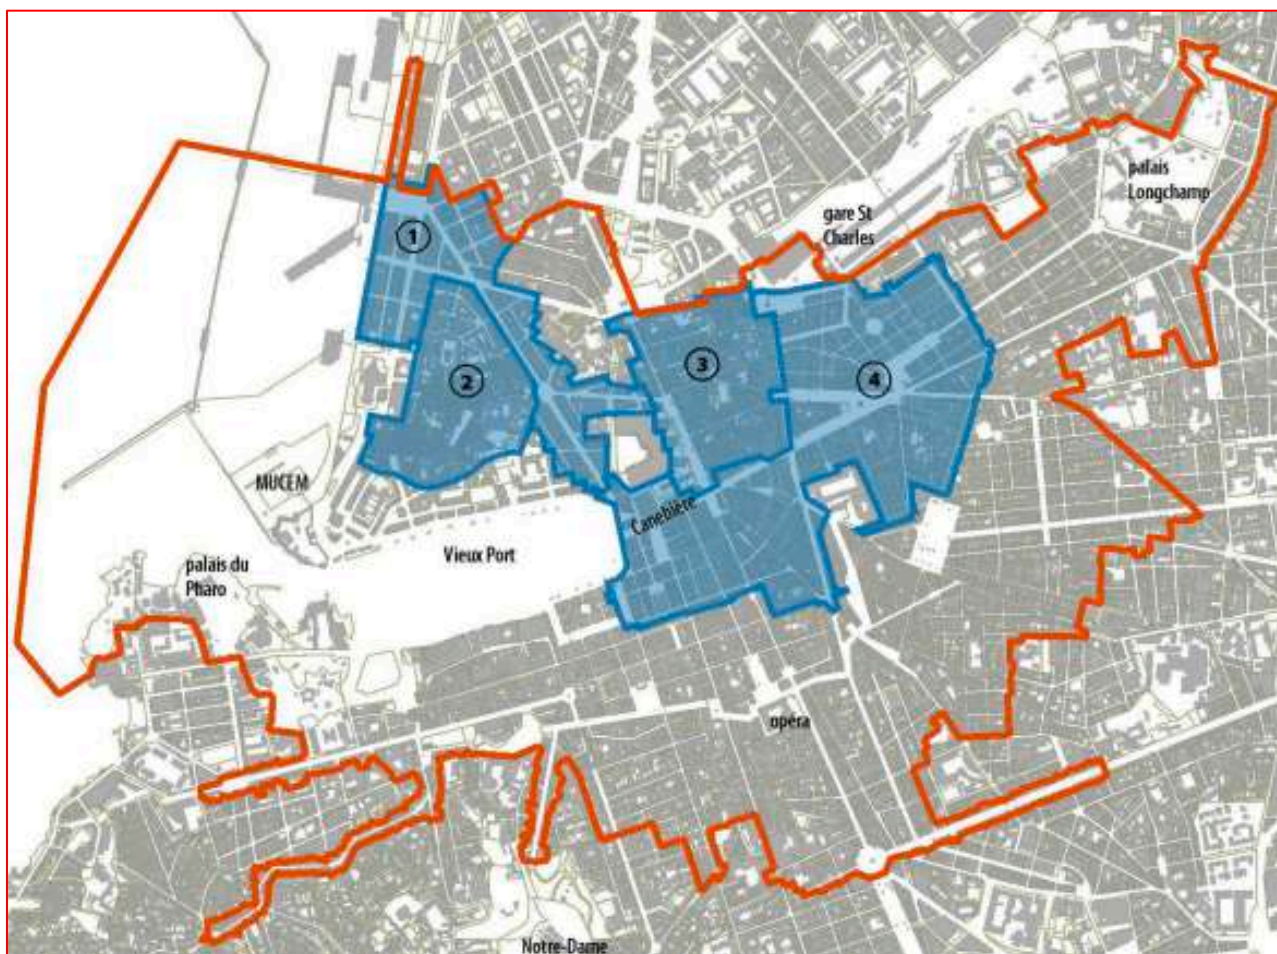 palais
Longchamp
gare St
Charles
1
2
3
4
MUCEM
Canebière
Vieux Port
palais du
Pharo
opéra
Notre-Dame